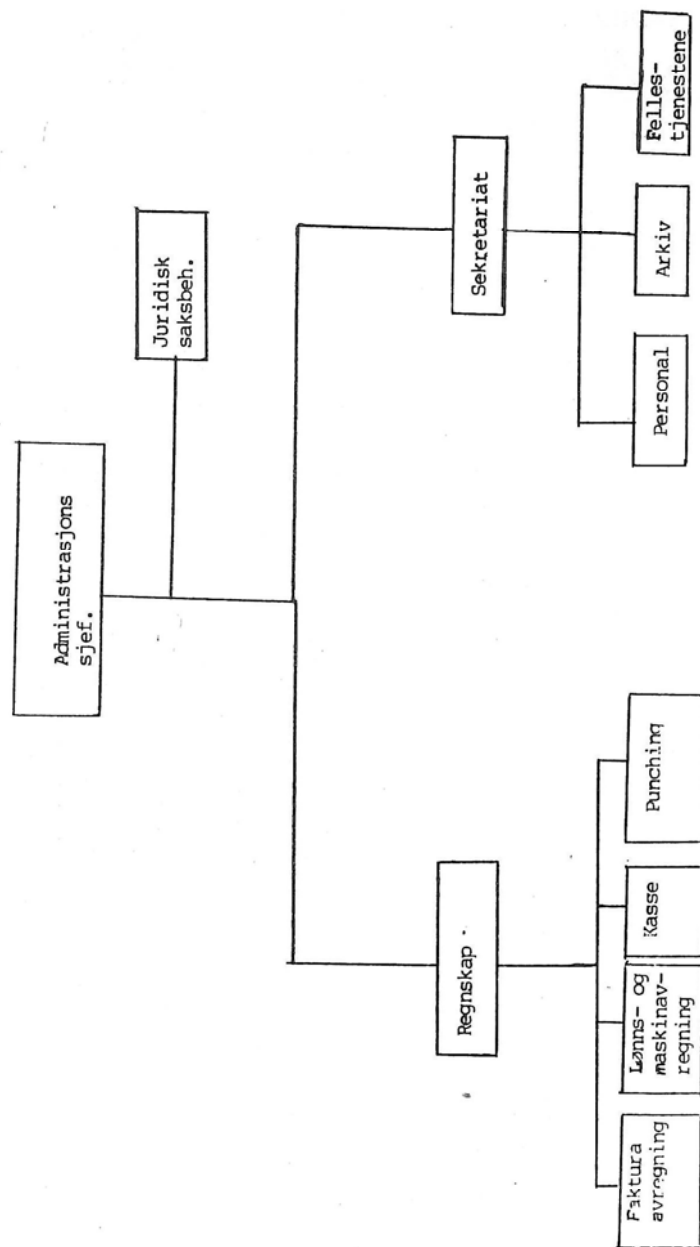 Administrasjons
sjef.
Juridisk
saksbeh.
Regnskap
Sekretariat
Faktura
avregning
Lønns- og
maskinav-
regning
Kasse
Punching
Personal
Arkiv
Felles-
tjenestene